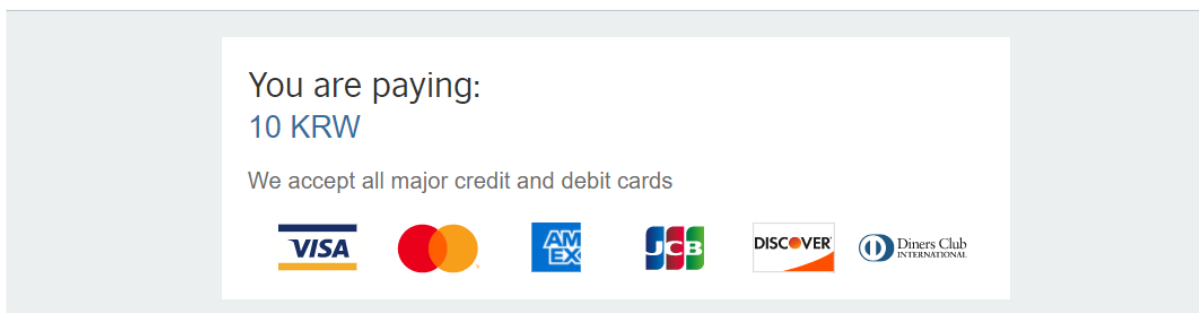 You are paying:
10 KRW
We accept all major credit and debit cards
VISA
AM
EX
JCB
DISCOVER
Diners Club
INTERNATIONAL